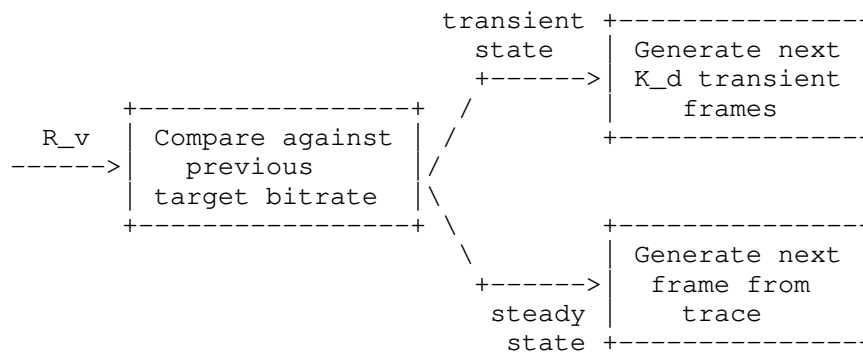 transient
state
Generate next
K_d transient
frames
R_v
Compare against
previous
target bitrate
Generate next
frame from
trace
steady
state